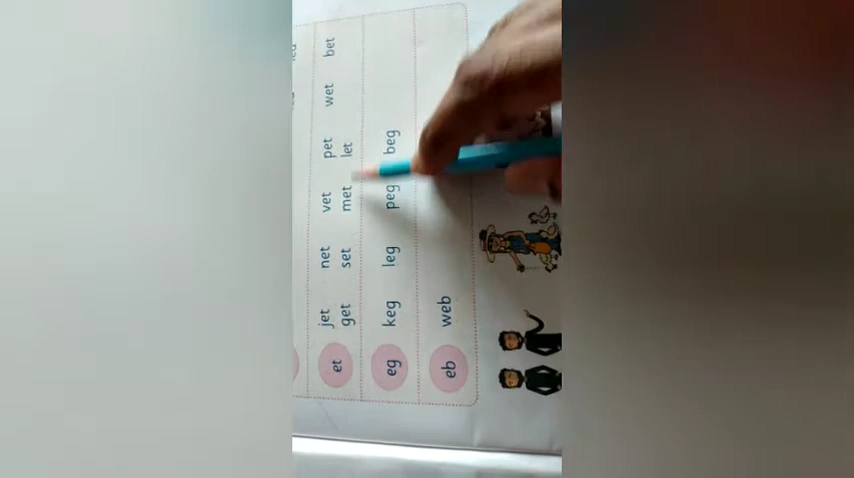 et jet net vet pet wet bet
get set met let
eg keg leg peg beg
eb web